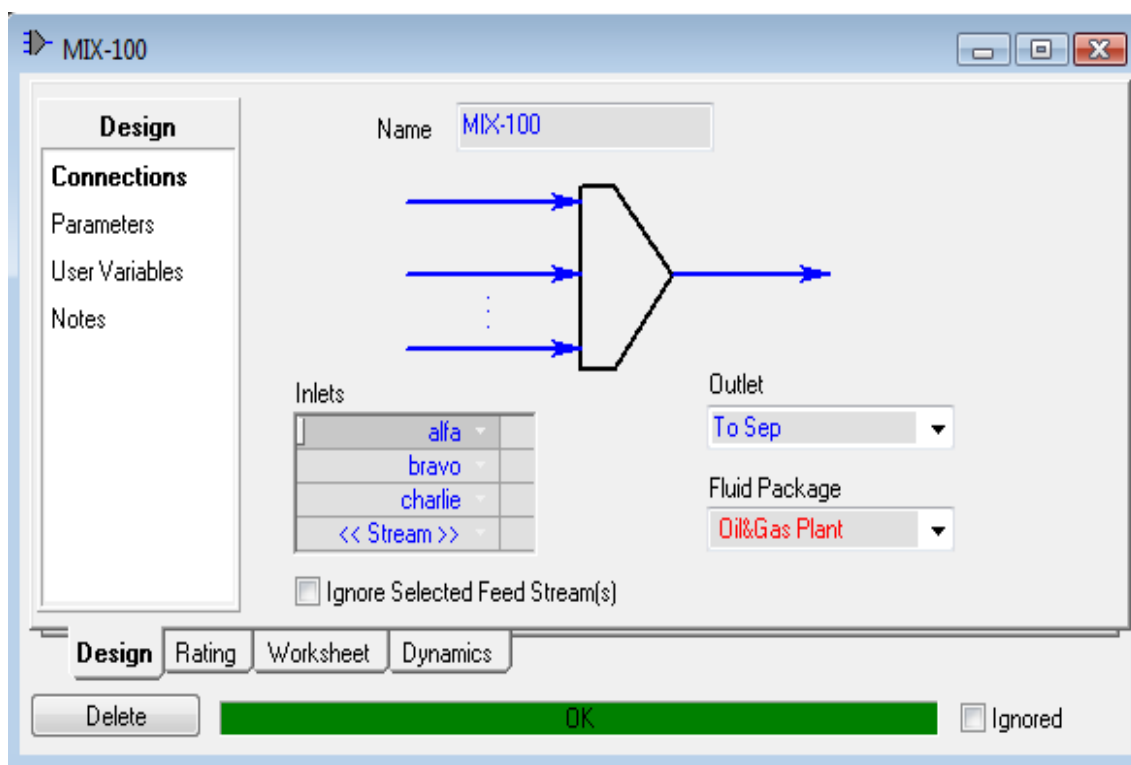 MIX-100
Design
Connections
Parameters
User Variables
Notes
Name MIX-100
Inlets
alfa
bravo
charlie
<< Stream >>
Ignore Selected Feed Stream(s)
Outlet
To Sep
Fluid Package
Oil&Gas Plant
Design Rating Worksheet Dynamics
Delete OK Ignored